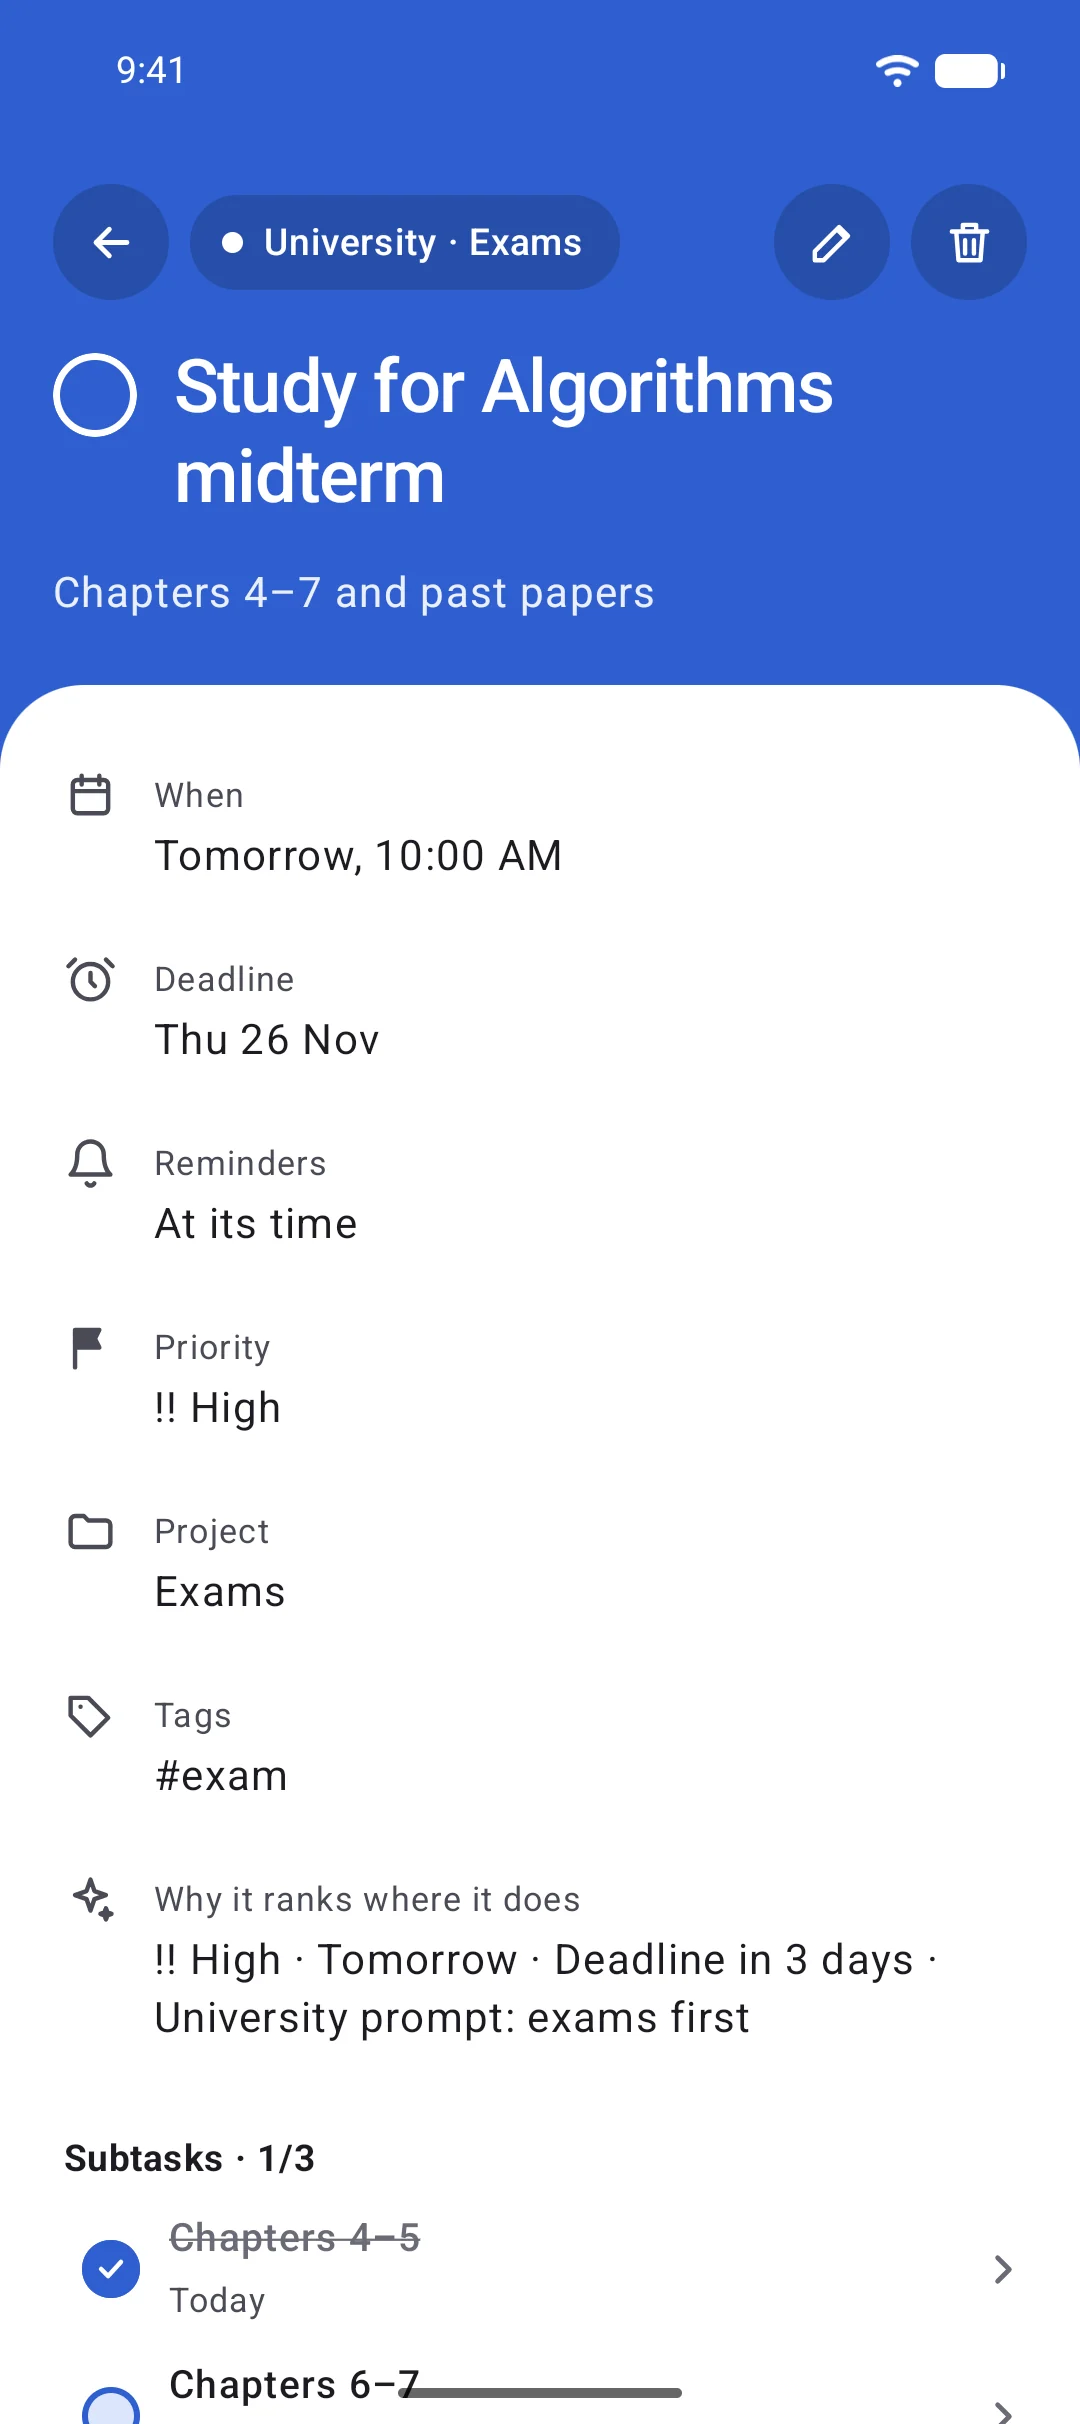 9:41
University · Exams
Study for Algorithms
midterm
Chapters 4–7 and past papers
When
Tomorrow, 10:00 AM
Deadline
Thu 26 Nov
Reminders
At its time
Priority
!! High
Project
Exams
Tags
#exam
Why it ranks where it does
!! High · Tomorrow · Deadline in 3 days ·
University prompt: exams first
Subtasks · 1/3
Chapters 4–5
Today
Chapters 6–7